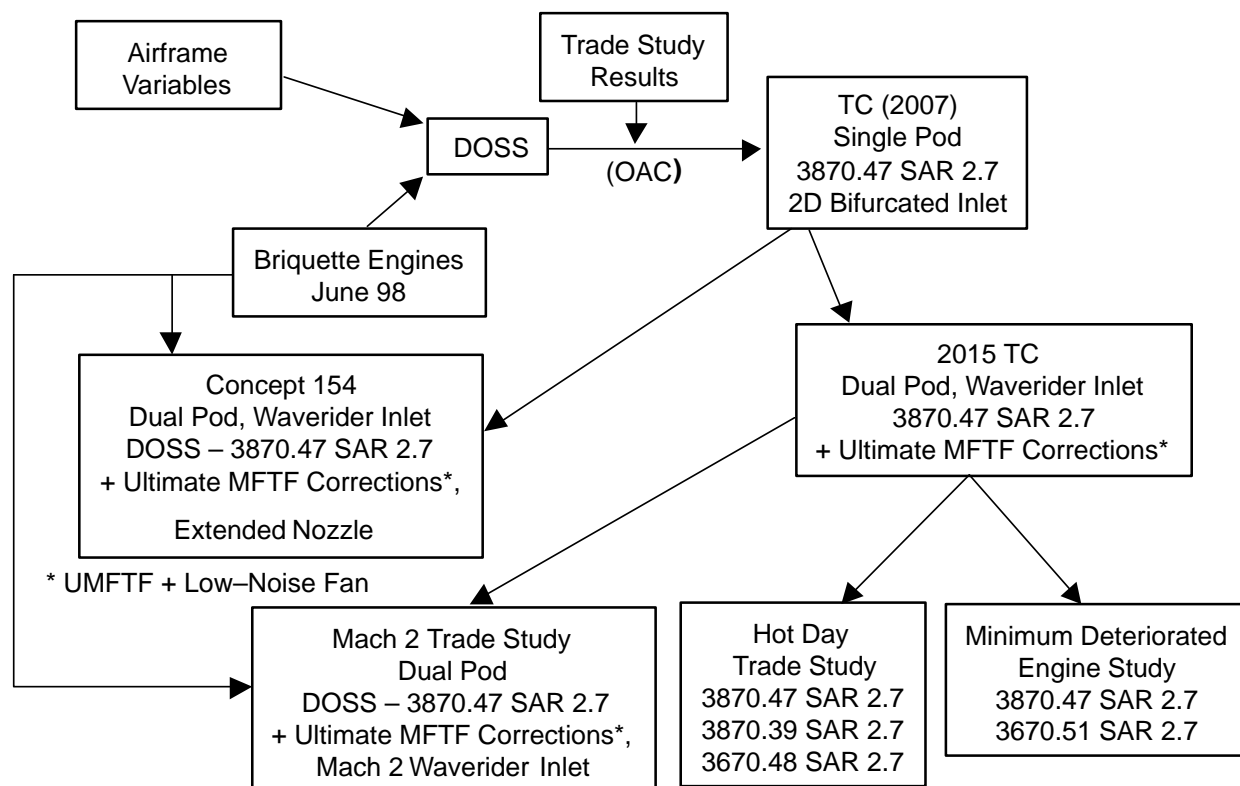 Airframe
Variables
Trade Study
Results
DOSS
(OAC)
TC (2007)
Single Pod
3870.47 SAR 2.7
2D Bifurcated Inlet
Briquette Engines
June 98
Concept 154
Dual Pod, Waverider Inlet
DOSS – 3870.47 SAR 2.7
+ Ultimate MFTF Corrections*,
Extended Nozzle
2015 TC
Dual Pod, Waverider Inlet
3870.47 SAR 2.7
+ Ultimate MFTF Corrections*
* UMFTF + Low–Noise Fan
Mach 2 Trade Study
Dual Pod
DOSS – 3870.47 SAR 2.7
+ Ultimate MFTF Corrections*,
Mach 2 Waverider Inlet
Hot Day
Trade Study
3870.47 SAR 2.7
3870.39 SAR 2.7
3670.48 SAR 2.7
Minimum Deteriorated
Engine Study
3870.47 SAR 2.7
3670.51 SAR 2.7